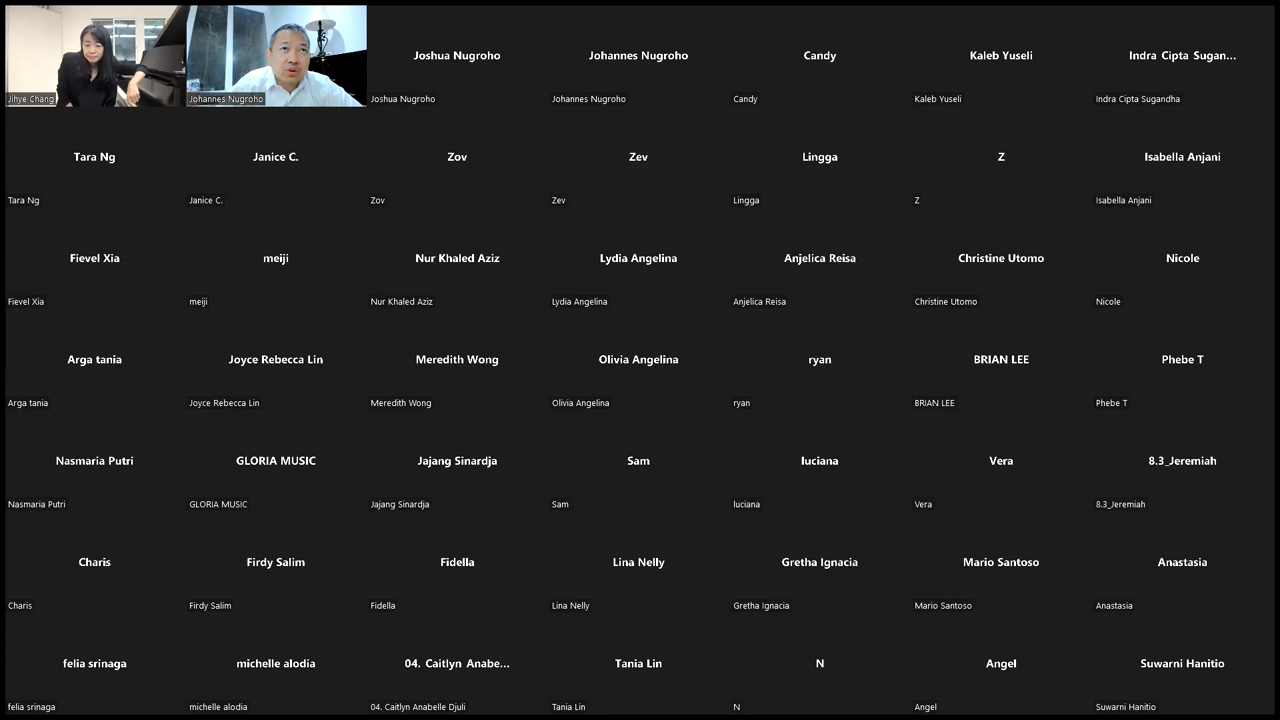 Jihye Chang
Johannes Nugroho
Joshua Nugroho
Joshua Nugroho
Johannes Nugroho
Johannes Nugroho
Candy
Candy
Kaleb Yuseli
Kaleb Yuseli
Indra Cipta Sugan...
Indra Cipta Sugandha
Tara Ng
Tara Ng
Janice C.
Janice C.
Zov
Zov
Zev
Zev
Lingga
Lingga
Z
Z
Isabella Anjani
Isabella Anjani
Fievel Xia
Fievel Xia
meiji
meiji
Nur Khaled Aziz
Nur Khaled Aziz
Lydia Angelina
Lydia Angelina
Anjelica Reisa
Anjelica Reisa
Christine Utomo
Christine Utomo
Nicole
Nicole
Arga tania
Arga tania
Joyce Rebecca Lin
Joyce Rebecca Lin
Meredith Wong
Meredith Wong
Olivia Angelina
Olivia Angelina
ryan
ryan
BRIAN LEE
BRIAN LEE
Phebe T
Phebe T
Nasmaria Putri
Nasmaria Putri
GLORIA MUSIC
GLORIA MUSIC
Jajang Sinardja
Jajang Sinardja
Sam
Sam
luciana
luciana
Vera
Vera
8.3_Jeremiah
8.3_Jeremiah
Charis
Charis
Firdy Salim
Firdy Salim
Fidella
Fidella
Lina Nelly
Lina Nelly
Gretha Ignacia
Gretha Ignacia
Mario Santoso
Mario Santoso
Anastasia
Anastasia
felia srinaga
felia srinaga
michelle alodia
michelle alodia
04. Caitlyn Anabe...
04. Caitlyn Anabelle Djuli
Tania Lin
Tania Lin
N
N
Angel
Angel
Suwarni Hanitio
Suwarni Hanitio